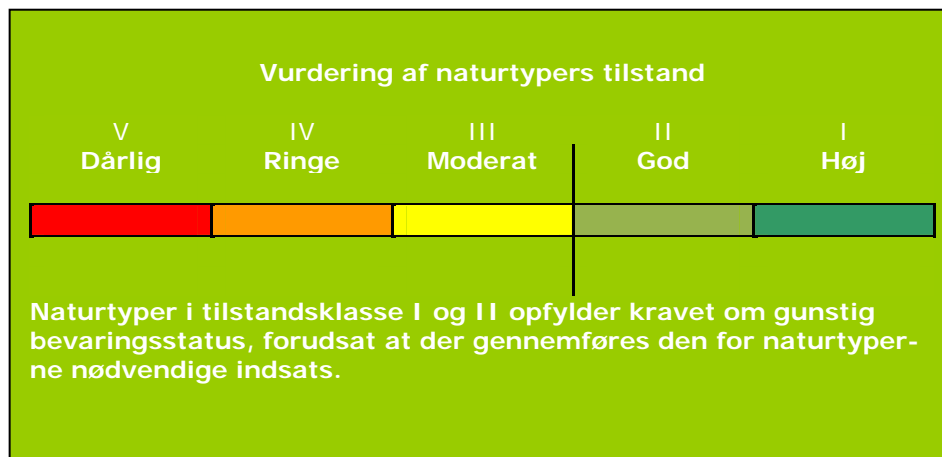 Vurdering af naturtypers tilstand
V IV III II I
Dårlig Ringe Moderat God Høj
Naturtyper i tilstandsklasse I og II opfylder kravet om gunstig
bevaringsstatus, forudsat at der gennemføres den for naturtyper-
ne nødvendige indsats.